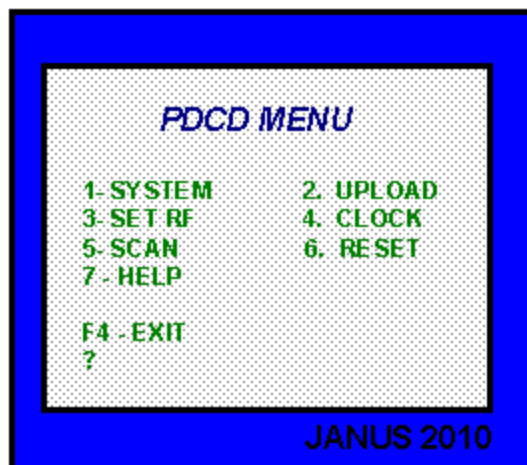 PDCD MENU
1- SYSTEM 2. UPLOAD
3- SET RF 4. CLOCK
5- SCAN 6. RESET
7 - HELP
F4 - EXIT
?
JANUS 2010